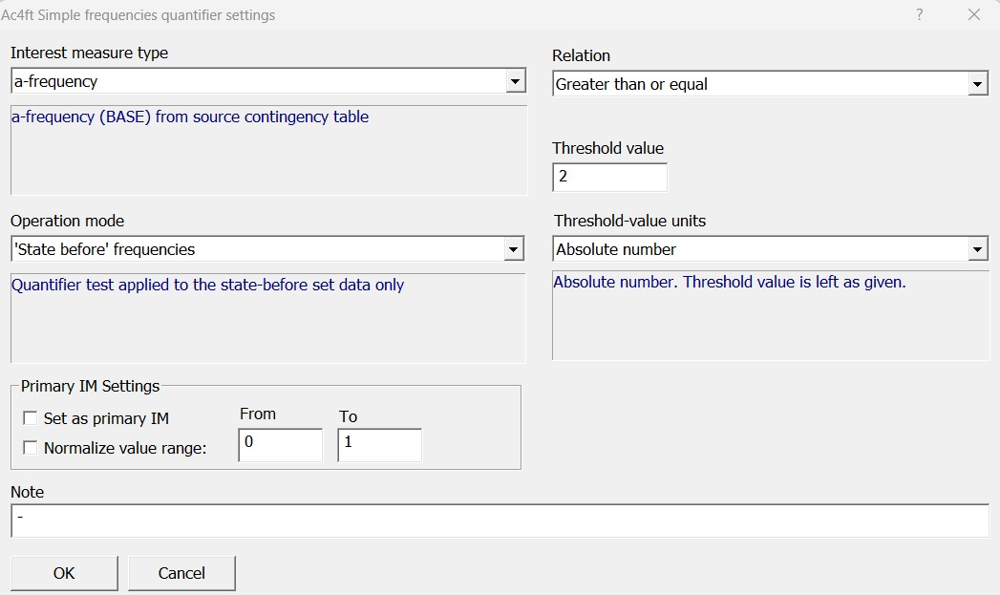 Ac4ft Simple frequencies quantifier settings
?
Interest measure type
a-frequency
a-frequency (BASE) from source contingency table
Relation
Greater than or equal
Threshold value
2
Operation mode
'State before' frequencies
Quantifier test applied to the state-before set data only
Threshold-value units
Absolute number
Absolute number. Threshold value is left as given.
Primary IM Settings
Set as primary IM
Normalize value range:
From
0
To
1
Note
-
OK
Cancel